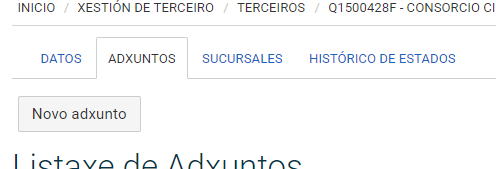 INICIO / XESTIÓN DE TERCEIRO / TERCEIROS / Q1500428F - CONSORCIO
DATOS ADXUNTOS SUCURSALES HISTÓRICO DE ESTADOS
Novo adxunto
Listaxe de Adxuntos